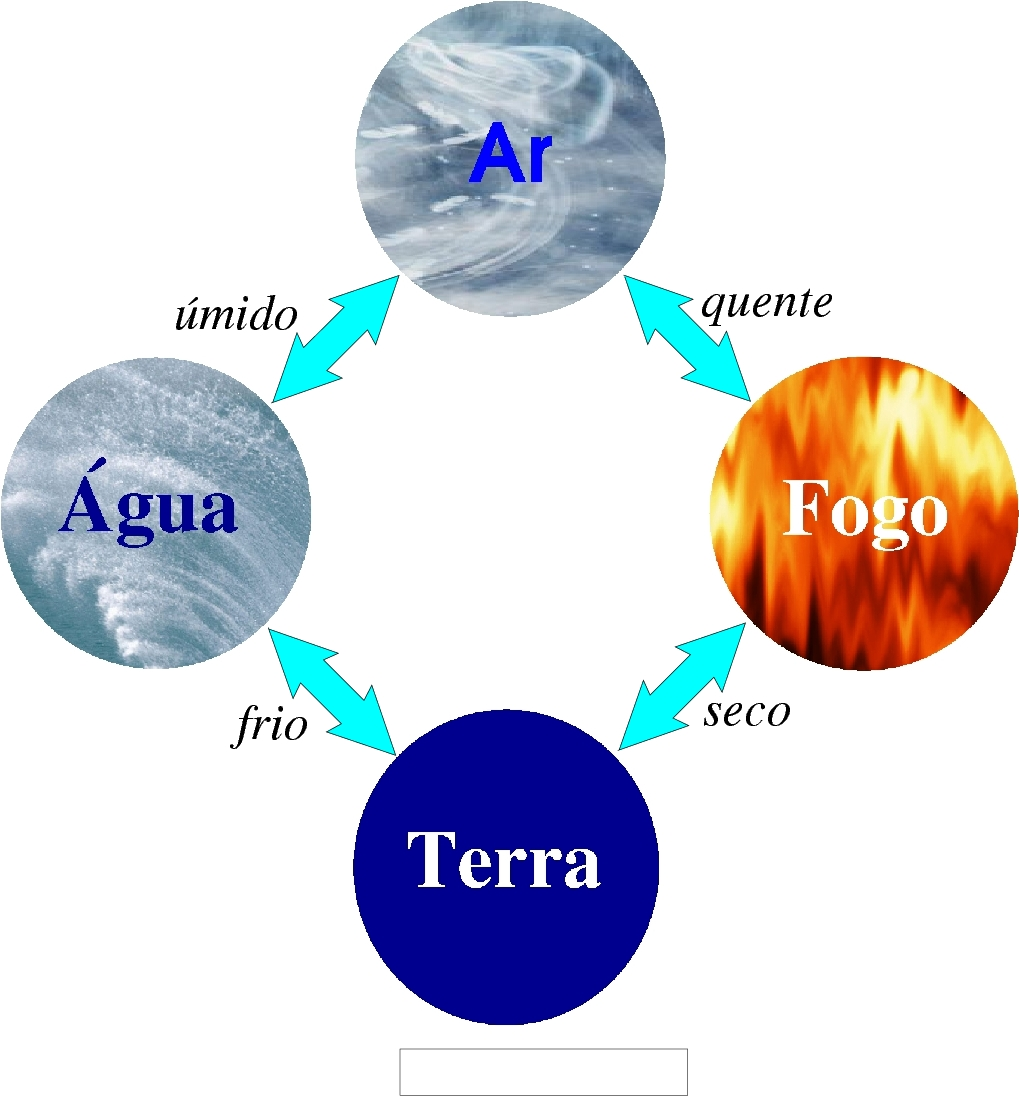 Ar
úmido
quente
Água
Fogo
frio
seco
Terra